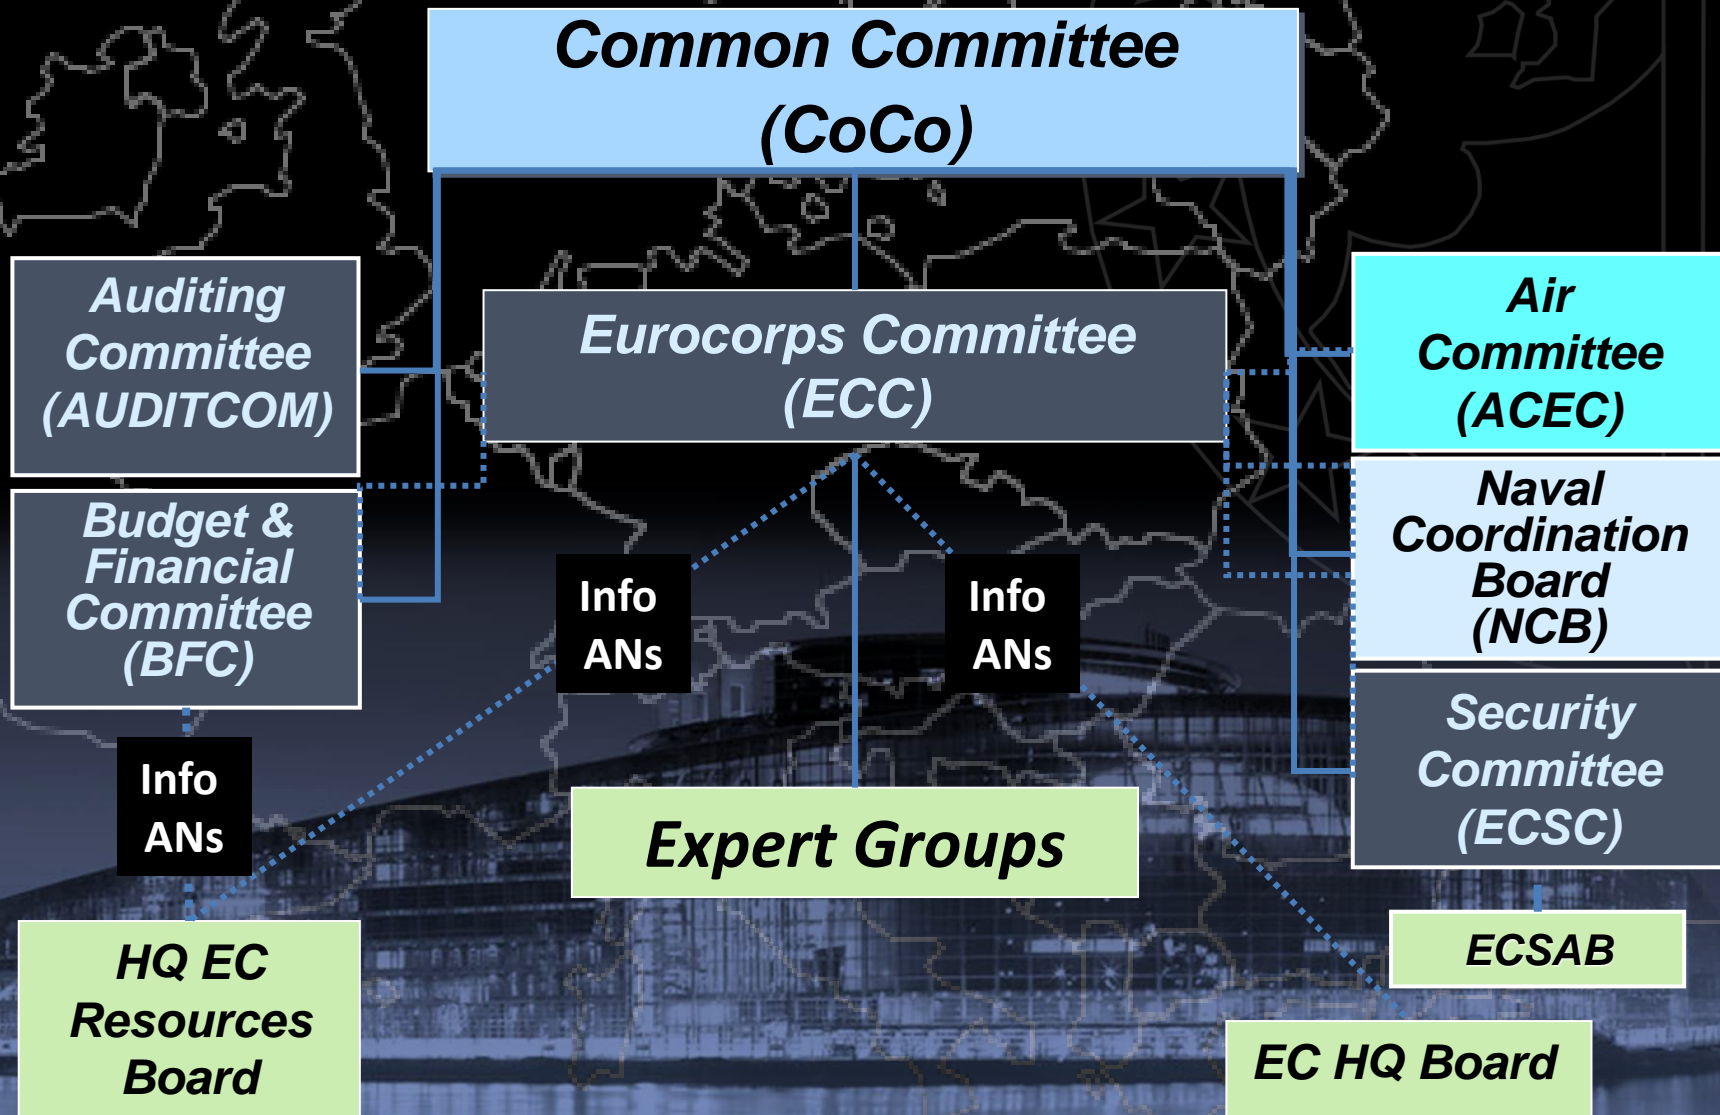 Common Committee
(CoCo)
Auditing
Committee
(AUDITCOM)
Eurocorps Committee
(ECC)
Air
Committee
(ACEC)
Budget &
Financial
Committee
(BFC)
Naval
Coordination
Board
(NCB)
Info
ANs
Info
ANs
Security
Committee
(ECSC)
Info
ANs
Expert Groups
ECSAB
HQ EC
Resources
Board
EC HQ Board